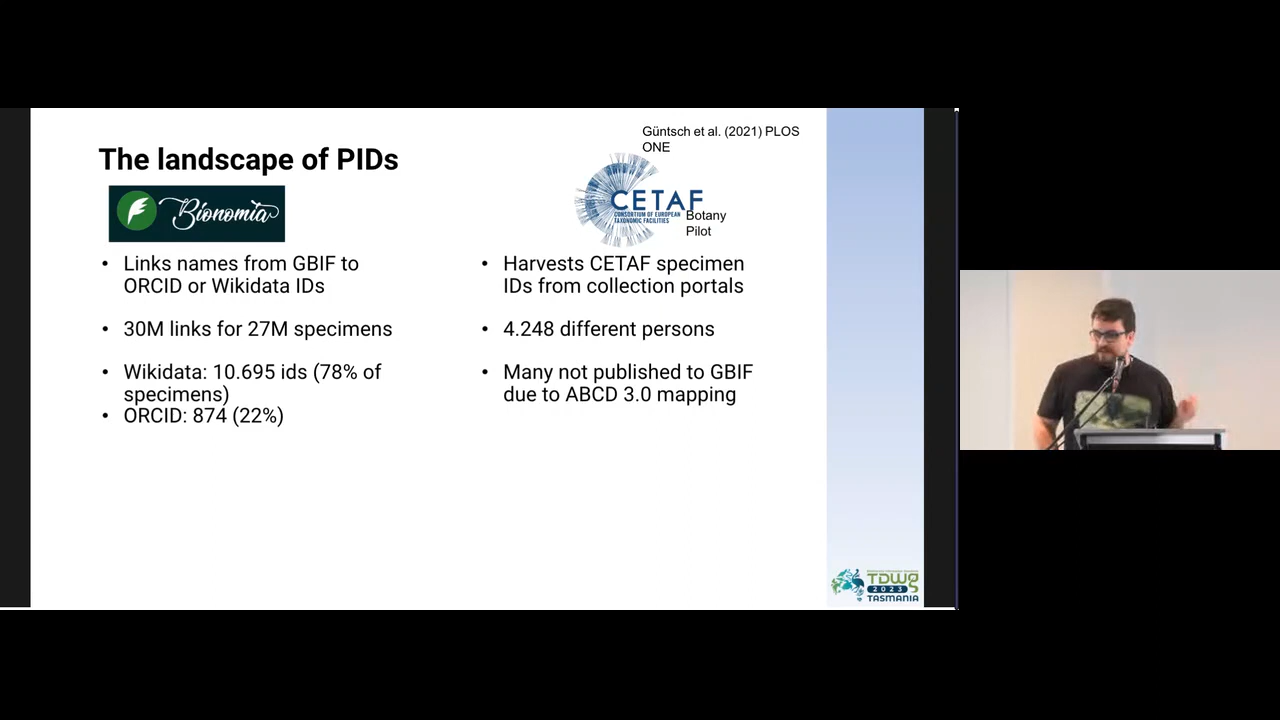 The landscape of PIDs
Bionomia
Links names from GBIF to
ORCID or Wikidata IDs
30M links for 27M specimens
Wikidata: 10.695 ids (78% of
specimens)
ORCID: 874 (22%)
Güntsch et al. (2021) PLOS
ONE
CETAF
CONSORTIUM OF EUROPEAN
TAXONOMIC FACILITIES
Botany
Pilot
Harvests CETAF specimen
IDs from collection portals
4.248 different persons
Many not published to GBIF
due to ABCD 3.0 mapping
TDWG
2023
TASMANIA